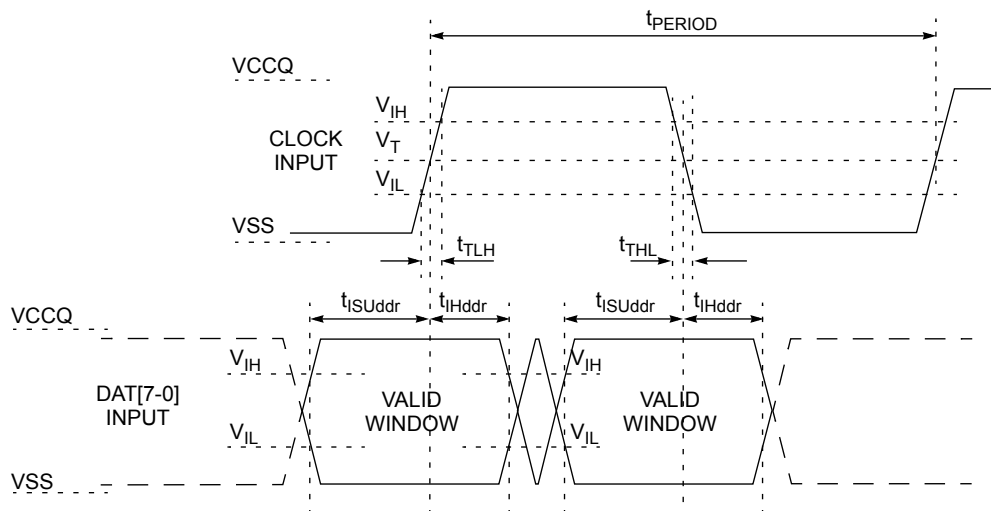 tPERIOD
VCCQ
VIH
CLOCK
INPUT
VT
VIL
VSS
tTLH
tTHL
tISUddr
tIHddr
tISUddr
tIHddr
VCCQ
VIH
VIH
DAT[7-0]
INPUT
VALID
WINDOW
VALID
WINDOW
VIL
VIL
VSS